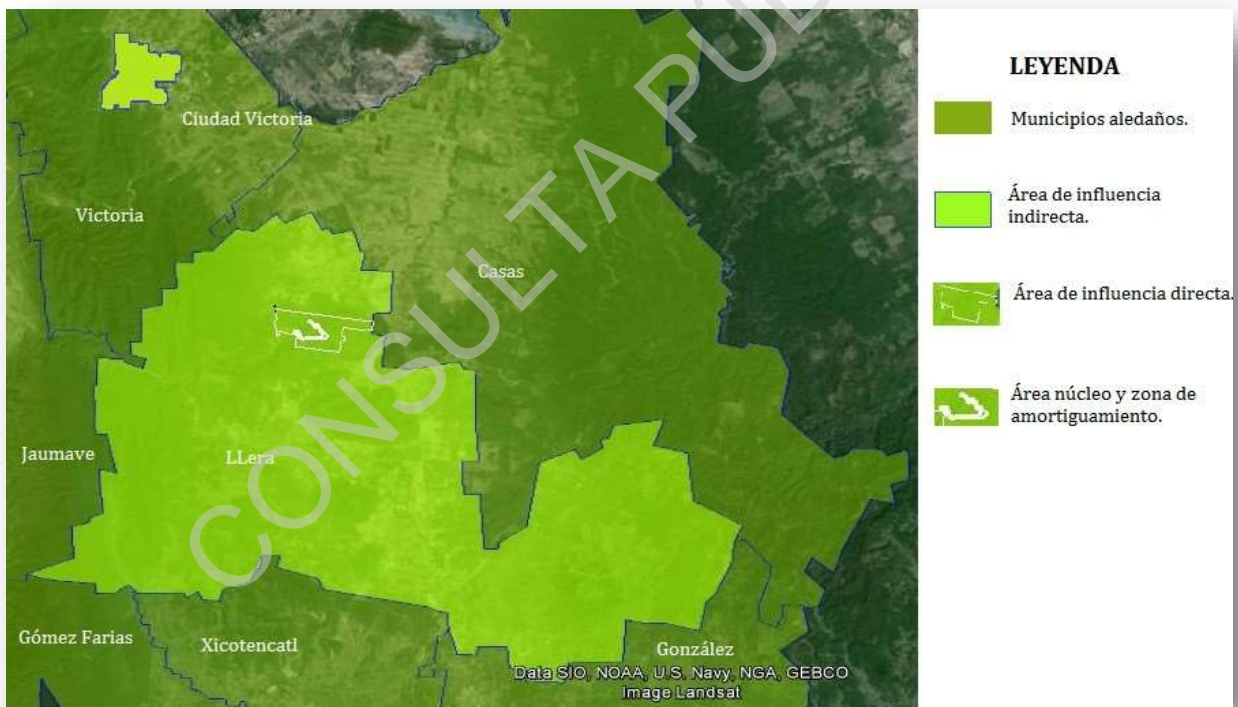 LEYENDA
Municipios aledaños.
Área de influencia
indirecta.
Área de influencia directa.
Área núcleo y zona de
amortiguamiento.
Ciudad Victoria
Victoria
Casas
Jaumave
LLera
Gómez Farias
Xicotencatl
González
Data SIO, NOAA, U.S. Navy, NGA, GEBCO
Image Landsat
CONSULTA PÚB